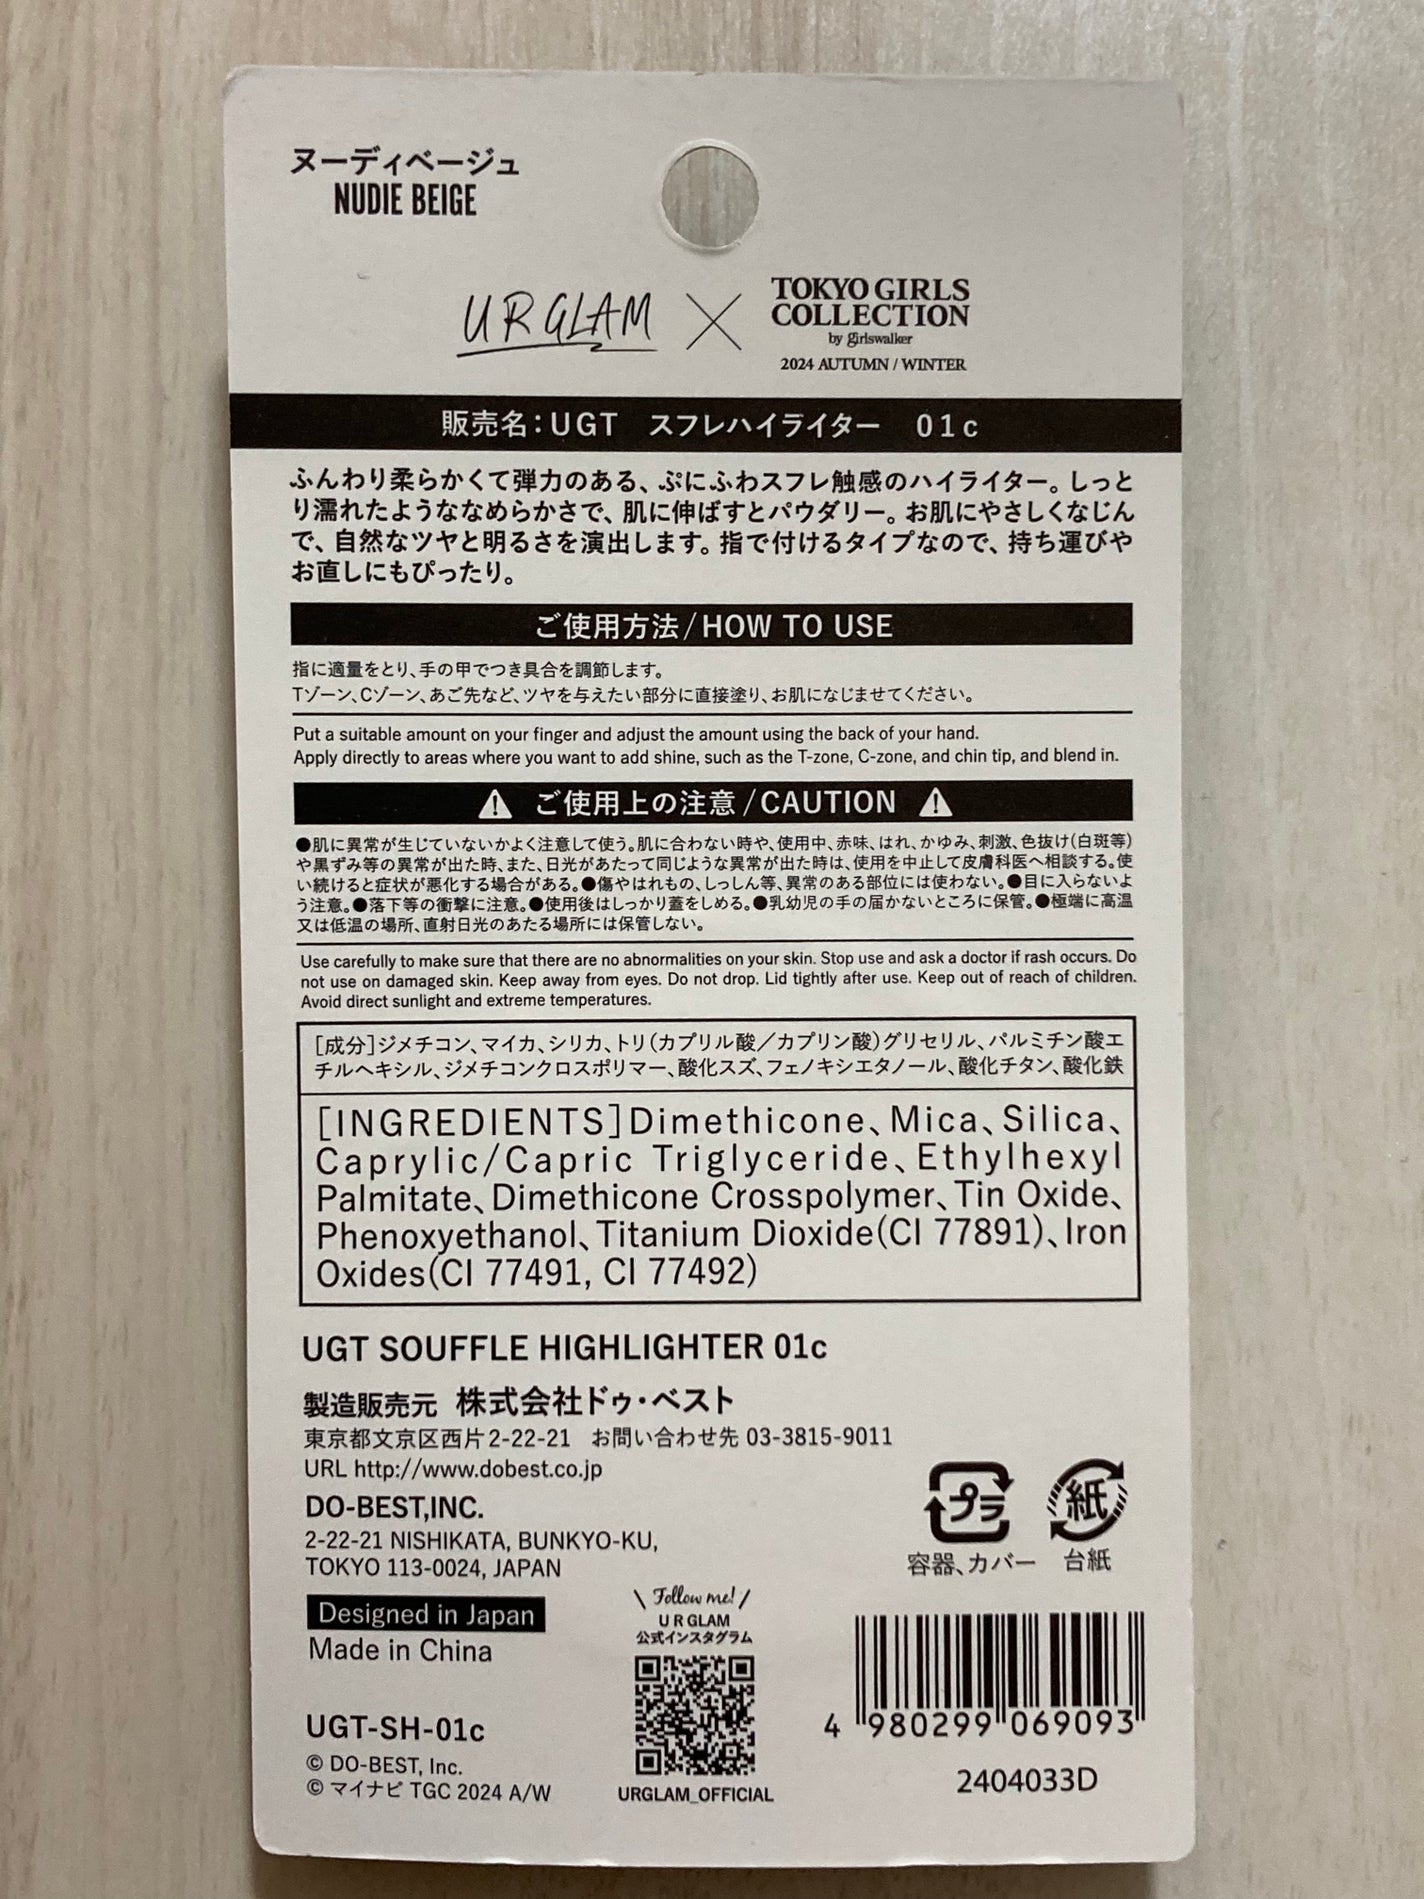 ヌーディベージュ
NUDIE BEIGE
URGLAM × TOKYO GIRLS
COLLECTION
by girlswalker
2024 AUTUMN / WINTER
販売名：UGT　スフレハイライター　01c
ふんわり柔らかくて弾力のある、ぷにふわスフレ触感のハイライター。しっと
り濡れたようななめらかさで、肌に伸ばすとパウダリー。お肌にやさしくなじん
で、自然なツヤと明るさを演出します。指で付けるタイプなので、持ち運びや
お直しにもぴったり。
ご使用方法/HOW TO USE
指に適量をとり、手の甲でつき具合を調節します。
Tゾーン、Cゾーン、あご先など、ツヤを与えたい部分に直接塗り、お肌になじませてください。
Put a suitable amount on your finger and adjust the amount using the back of your hand.
Apply directly to areas where you want to add shine, such as the T-zone, C-zone, and chin tip, and blend in.
⚠ ご使用上の注意/CAUTION ⚠
●肌に異常が生じていないかよく注意して使う。肌に合わない時や、使用中、赤味、はれ、かゆみ、刺激、色抜け(白斑等)
や黒ずみ等の異常が出た時、また、日光があたって同じような異常が出た時は、使用を中止して皮膚科医へ相談する。使
い続けると症状が悪化する場合がある。●傷やはれもの、しっしん等、異常のある部位には使わない。●目に入らないよ
う注意。●落下等の衝撃に注意。●使用後はしっかり蓋をしめる。●乳幼児の手の届かないところに保管。●極端に高温
又は低温の場所、直射日光のあたる場所には保管しない。
Use carefully to make sure that there are no abnormalities on your skin. Stop use and ask a doctor if rash occurs. Do
not use on damaged skin. Keep away from eyes. Do not drop. Lid tightly after use. Keep out of reach of children.
Avoid direct sunlight and extreme temperatures.
[成分]ジメチコン、マイカ、シリカ、トリ(カプリル酸／カプリン酸)グリセリル、パルミチン酸エ
チルヘキシル、ジメチコンクロスポリマー、酸化スズ、フェノキシエタノール、酸化チタン、酸化鉄
[INGREDIENTS]Dimethicone、Mica、Silica、
Caprylic/Capric Triglyceride、Ethylhexyl
Palmitate、Dimethicone Crosspolymer、Tin Oxide、
Phenoxyethanol、Titanium Dioxide(CI 77891)、Iron
Oxides(CI 77491, CI 77492)
UGT SOUFFLE HIGHLIGHTER 01c
製造販売元 株式会社ドゥ・ベスト
東京都文京区西片2-22-21 お問い合わせ先 03-3815-9011
URL http://www.dobest.co.jp
DO-BEST,INC.
2-22-21 NISHIKATA, BUNKYO-KU,
TOKYO 113-0024, JAPAN
プラ
容器、カバー
紙
台紙
Designed in Japan
Made in China
\ Follow me! /
U R GLAM
公式インスタグラム
URGLAM_OFFICIAL
UGT-SH-01c
© DO-BEST, Inc.
© マイナビ TGC 2024 A/W
4 980299 069093
2404033D